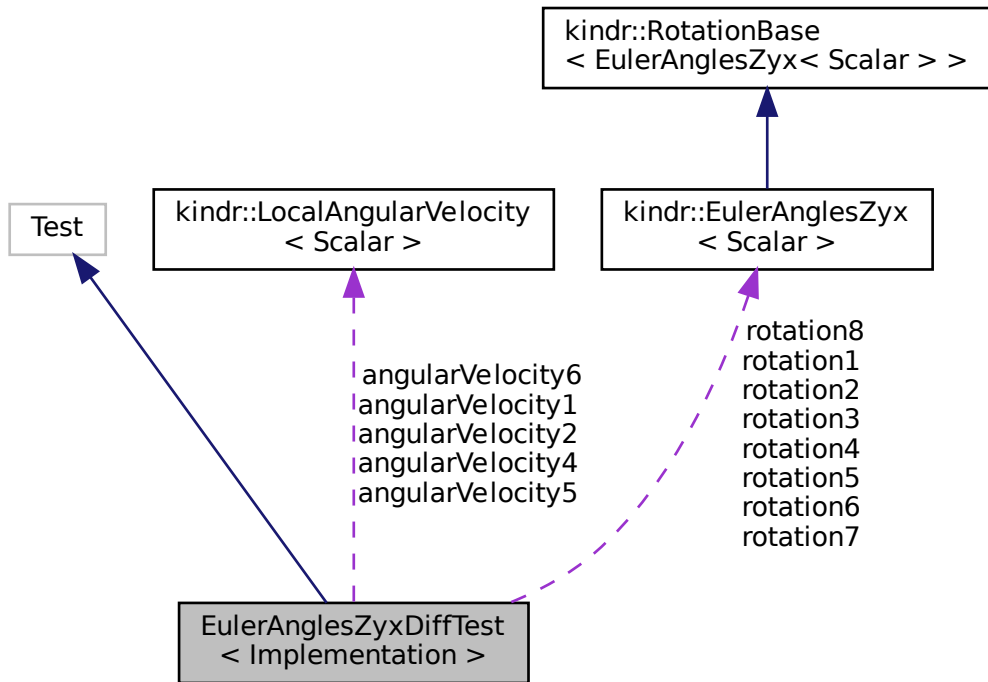 kindr::RotationBase
< EulerAnglesZyx< Scalar > >
Test
kindr::LocalAngularVelocity
< Scalar >
kindr::EulerAnglesZyx
< Scalar >
angularVelocity6
angularVelocity1
angularVelocity2
angularVelocity4
angularVelocity5
rotation8
rotation1
rotation2
rotation3
rotation4
rotation5
rotation6
rotation7
EulerAnglesZyxDiffTest
< Implementation >